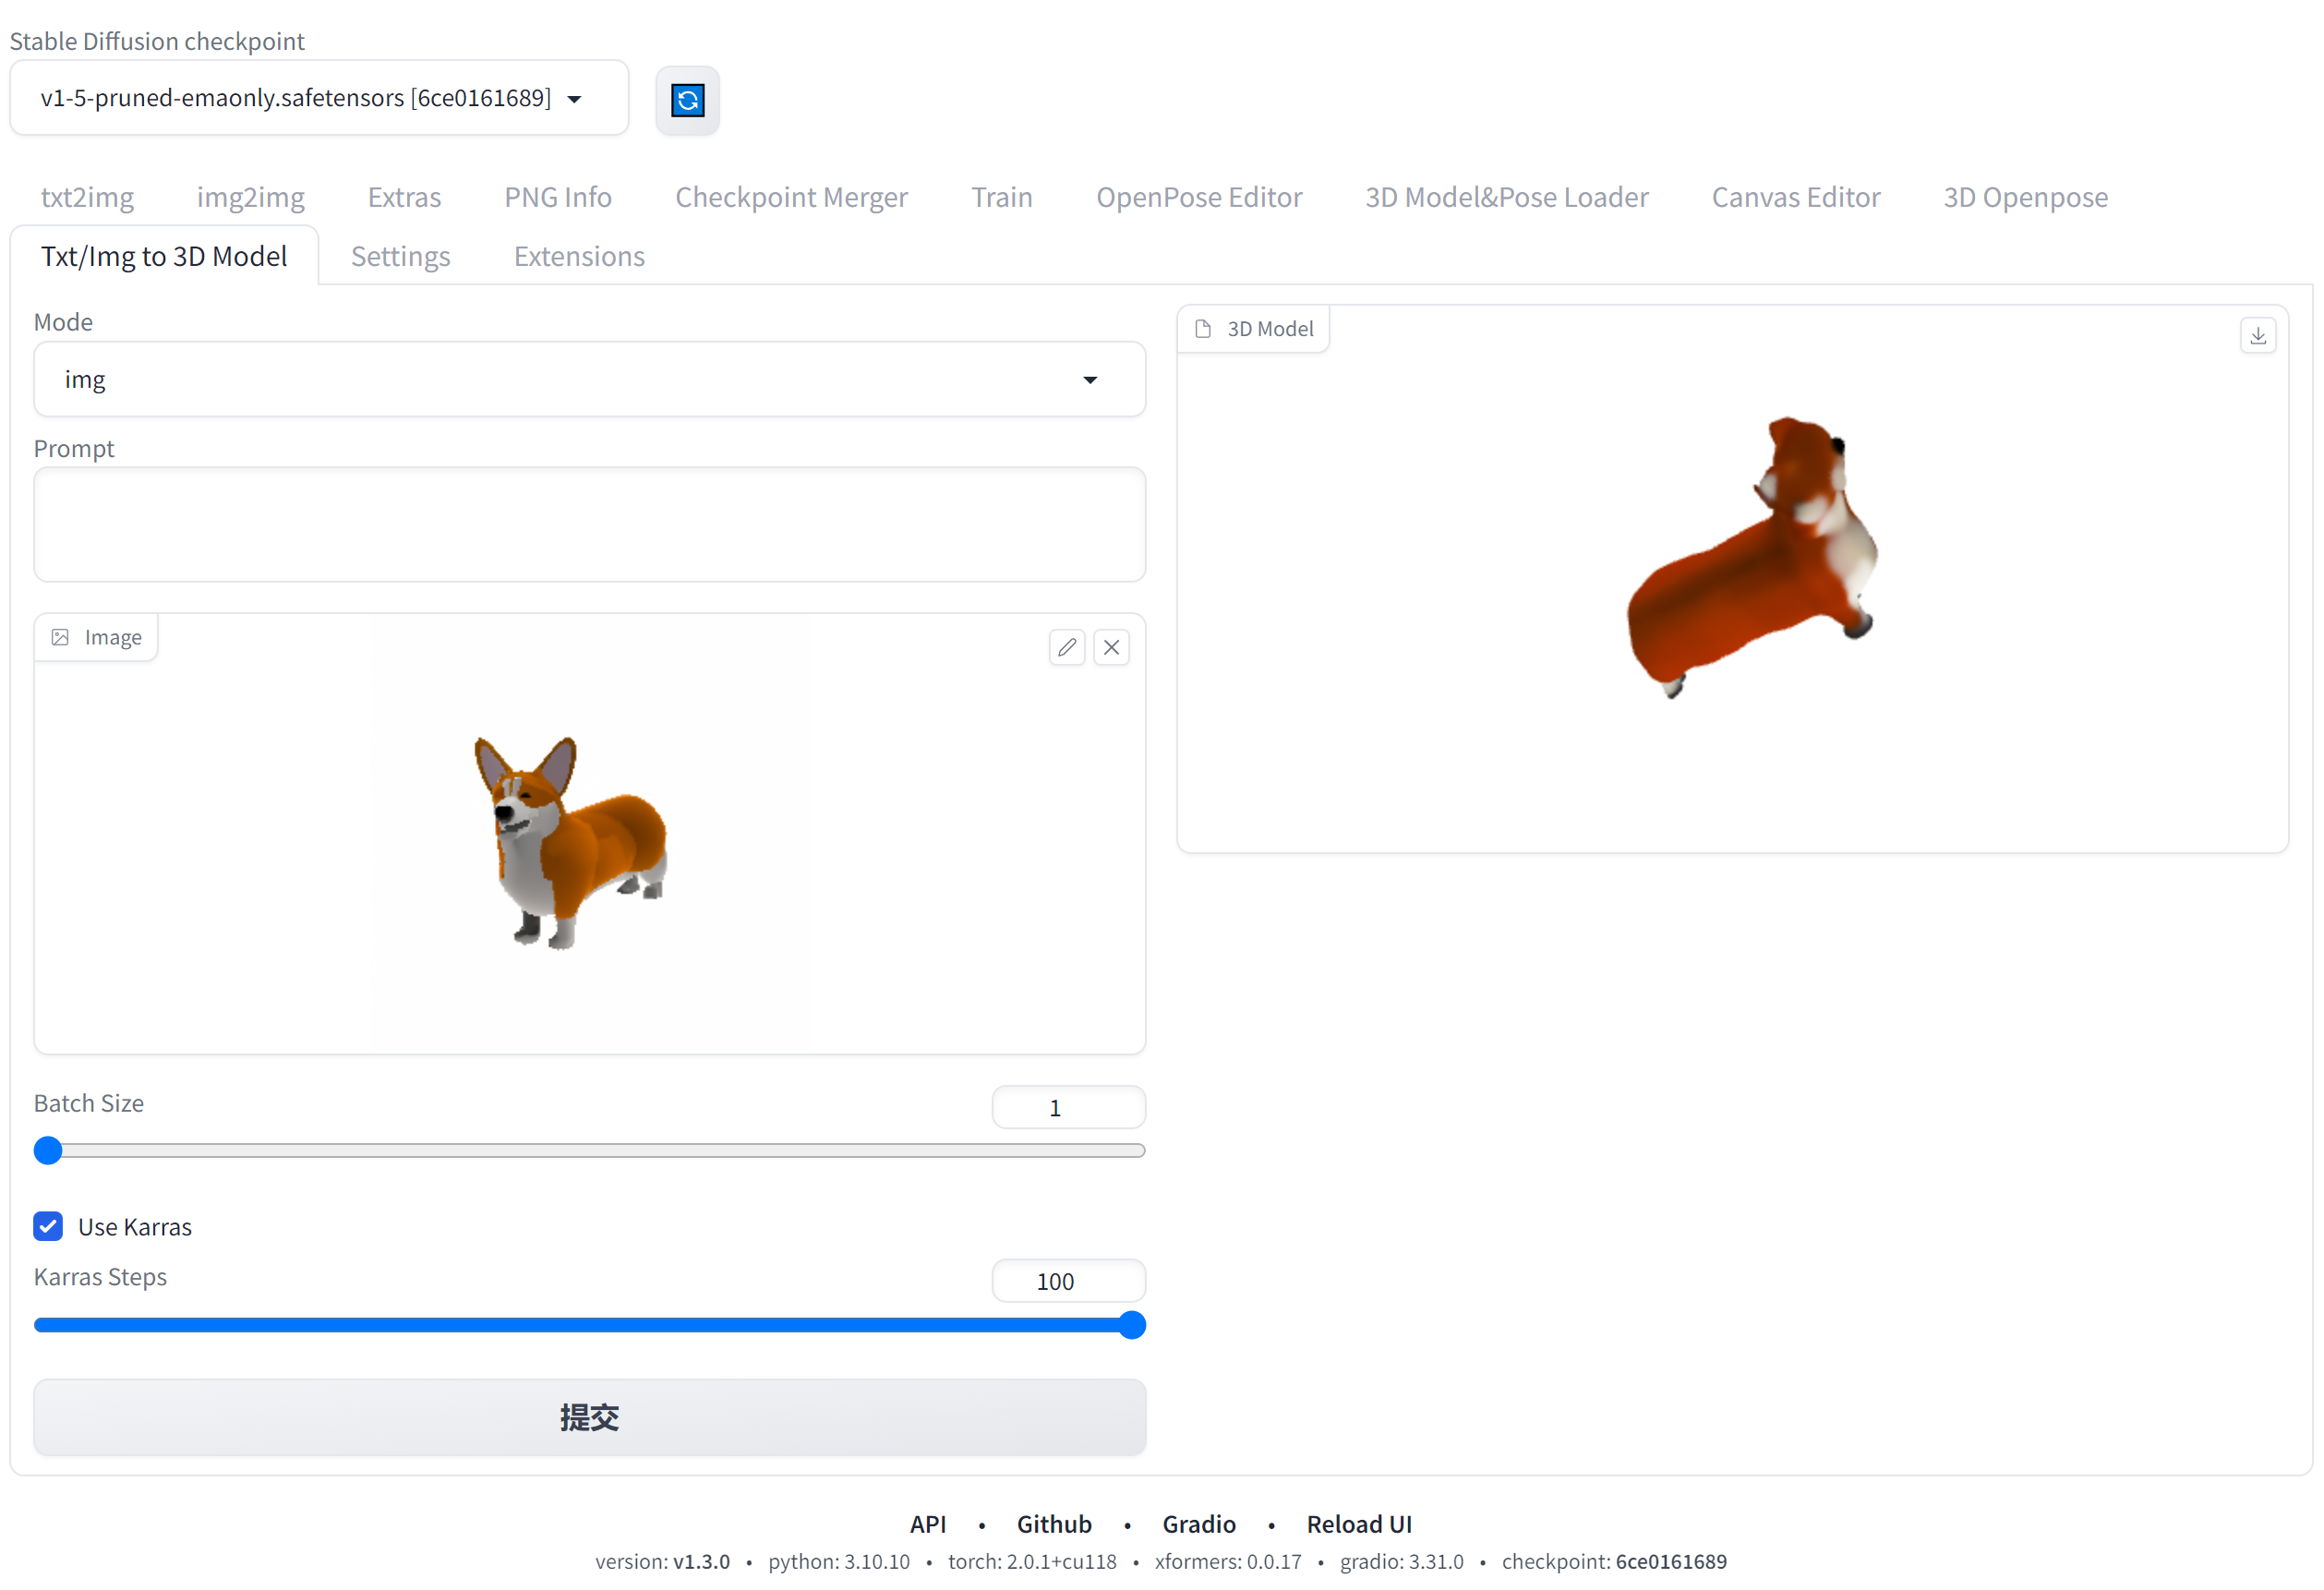 Stable Diffusion checkpoint
v1-5-pruned-emaonly.safetensors [6ce0161689]
txt2img img2img Extras PNG Info Checkpoint Merger Train OpenPose Editor 3D Model&Pose Loader Canvas Editor 3D Openpose
Txt/Img to 3D Model Settings Extensions
Mode
img
Prompt
Image
Batch Size 1
Use Karras
Karras Steps 100
提交
3D Model
API • Github • Gradio • Reload UI
version: v1.3.0 • python: 3.10.10 • torch: 2.0.1+cu118 • xformers: 0.0.17 • gradio: 3.31.0 • checkpoint: 6ce0161689